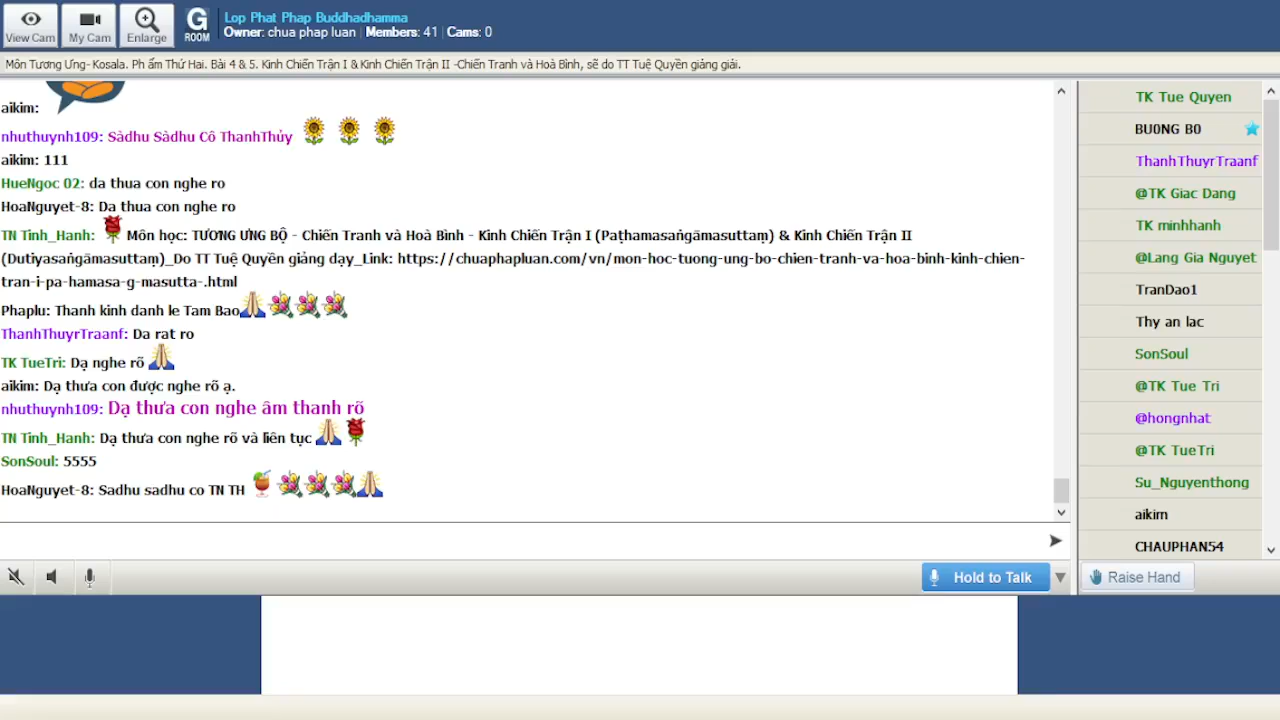 View Cam
My Cam
Enlarge
G
ROOM
Lop Phat Phap Buddhadhamma
Owner: chua phap luan | Members: 41 | Cams: 0
Môn Tương Ưng- Kosala. Ph ẩm Thứ Hai. Bài 4 & 5. Kinh Chiến Trận I & Kinh Chiến Trận II -Chiến Tranh và Hoà Bình, sẽ do TT Tuệ Quyền giảng giải.
aikim:
nhuthuynh109: Sàdhu Sàdhu Cô ThanhThủy
aikim: 111
HueNgoc 02: da thua con nghe ro
HoaNguyet-8: Da thua con nghe ro
TN Tinh_Hanh: Môn học: TƯƠNG ƯNG BỘ - Chiến Tranh và Hoà Bình - Kinh Chiến Trận I (Paṭhamasaṅgāmasuttaṃ) & Kinh Chiến Trận II
(Dutiyasaṅgāmasuttaṃ)_Do TT Tuệ Quyền giảng dạy_Link: https://chuaphapluan.com/vn/mon-hoc-tuong-ung-bo-chien-tranh-va-hoa-binh-kinh-chien-
tran-i-pa-hamasa-g-masutta-.html
Phaplu: Thanh kinh danh le Tam Bao
ThanhThuyrTraanf: Da rat ro
TK TueTri: Dạ nghe rõ
aikim: Dạ thưa con được nghe rõ ạ.
nhuthuynh109: Dạ thưa con nghe âm thanh rõ
TN Tinh_Hanh: Dạ thưa con nghe rõ và liên tục
SonSoul: 5555
HoaNguyet-8: Sadhu sadhu co TN TH
Hold to Talk
TK Tue Quyen
BU0NG B0
ThanhThuyrTraanf
@TK Giac Dang
TK minhhanh
@Lang Gia Nguyet
TranDao1
Thy an lac
SonSoul
@TK Tue Tri
@hongnhat
@TK TueTri
Su_Nguyenthong
aikim
CHAUPHAN54
Raise Hand